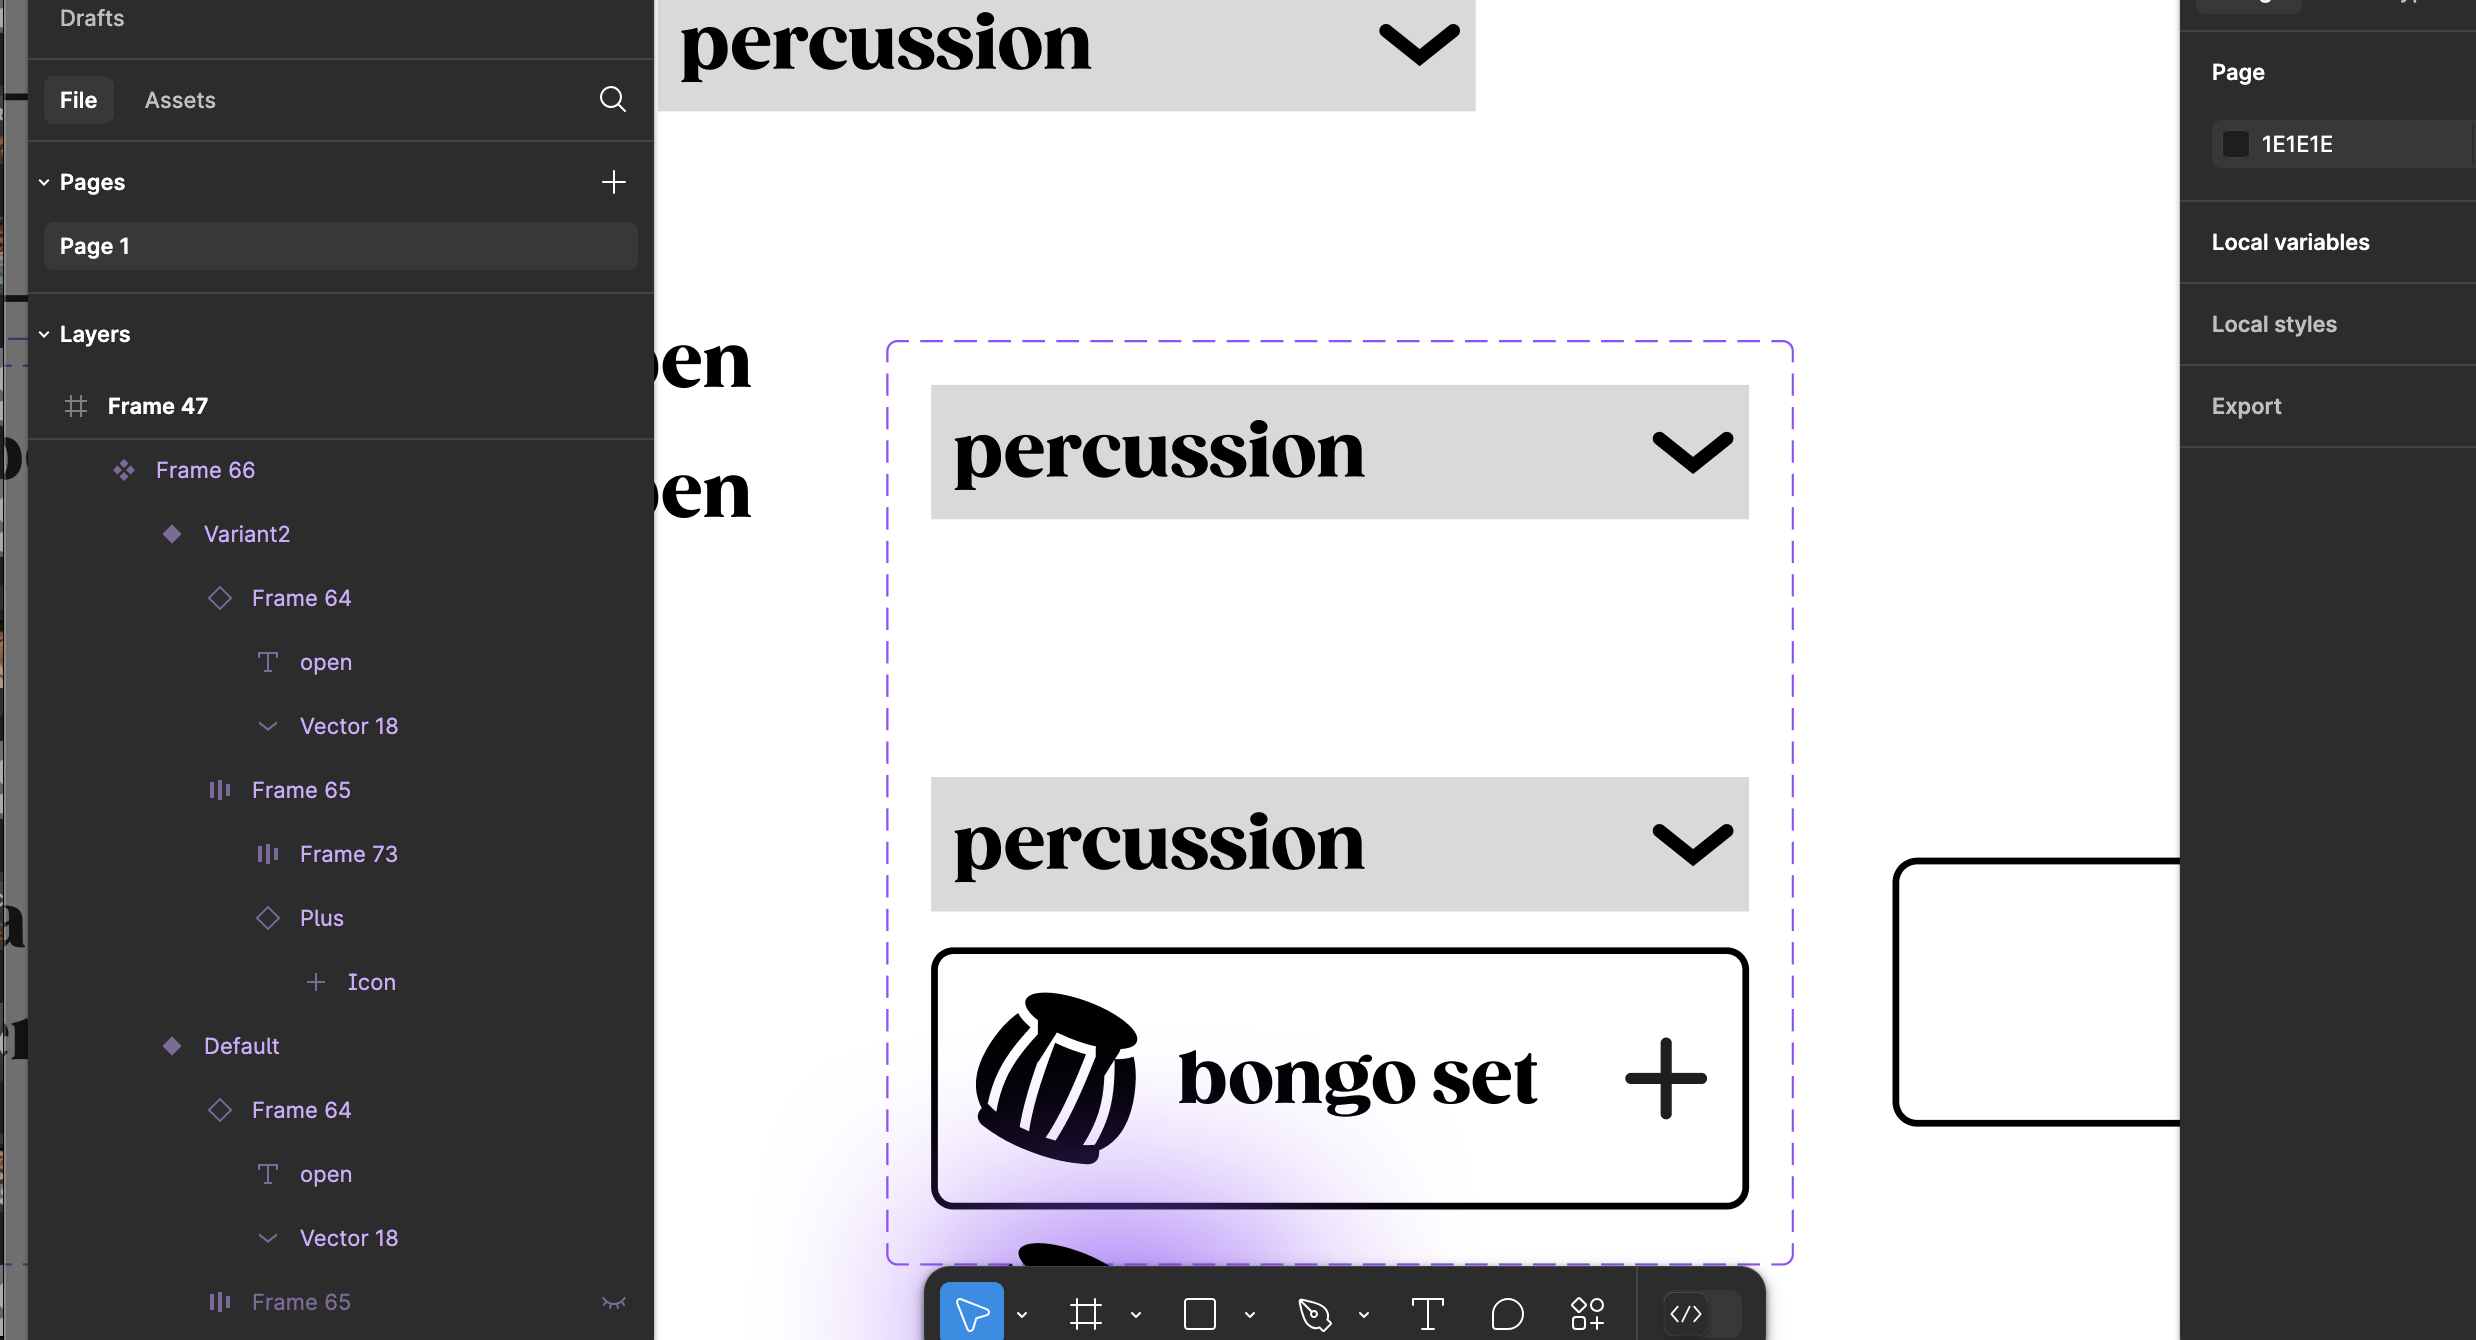 Drafts
File
Assets
Pages
Page 1
Layers
Frame 47
Frame 66
Variant2
Frame 64
open
Vector 18
Frame 65
Frame 73
Plus
Icon
Default
Frame 64
open
Vector 18
Frame 65
percussion
pen
pen
percussion
percussion
bongo set
Page
1E1E1E
Local variables
Local styles
Export